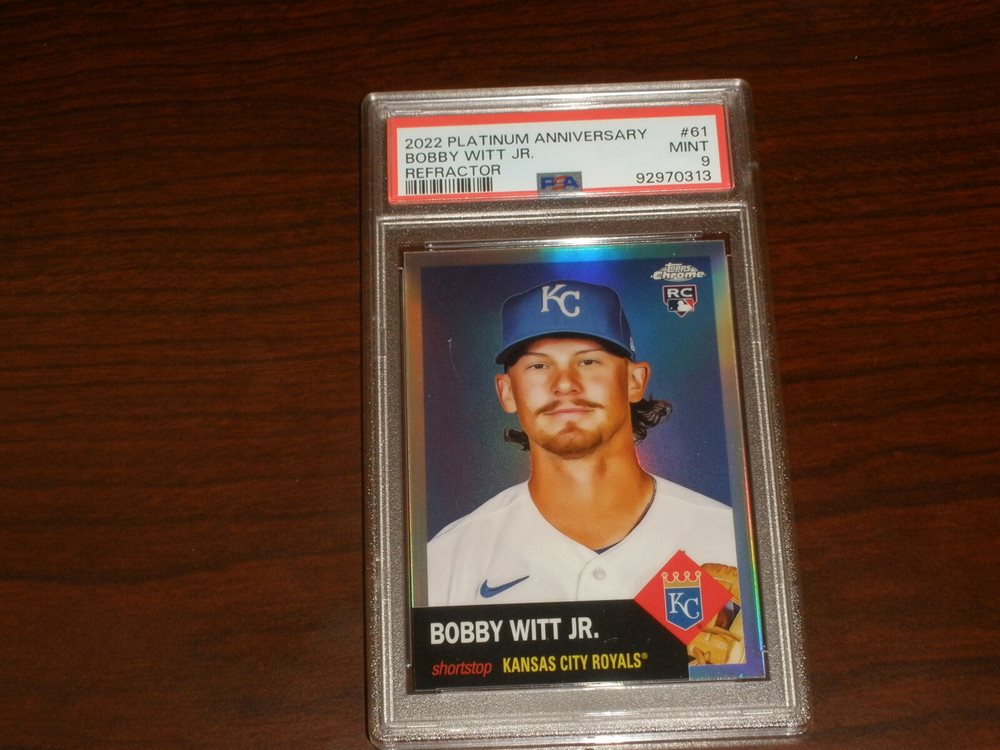 2022 PLATINUM ANNIVERSARY #61
BOBBY WITT JR. MINT
REFRACTOR 9
PSA 92970313
Topps
Chrome
RC
KC
KC
BOBBY WITT JR.
shortstop KANSAS CITY ROYALS®